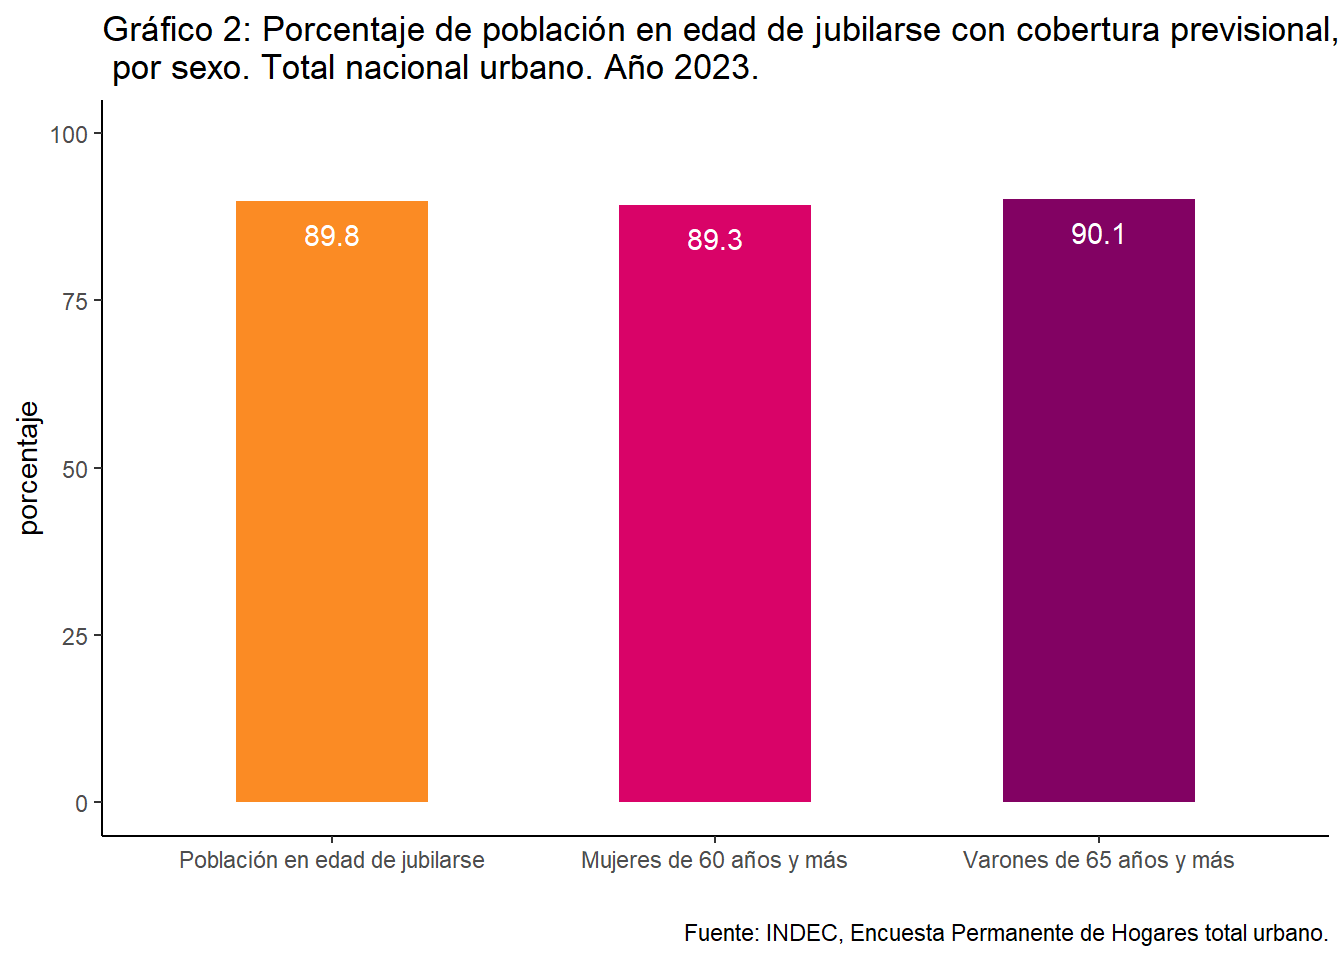 Gráfico 2: Porcentaje de población en edad de jubilarse con cobertura previsional,
por sexo. Total nacional urbano. Año 2023.
porcentaje
100
75
50
25
0
89.8
89.3
90.1
Población en edad de jubilarse
Mujeres de 60 años y más
Varones de 65 años y más
Fuente: INDEC, Encuesta Permanente de Hogares total urbano.